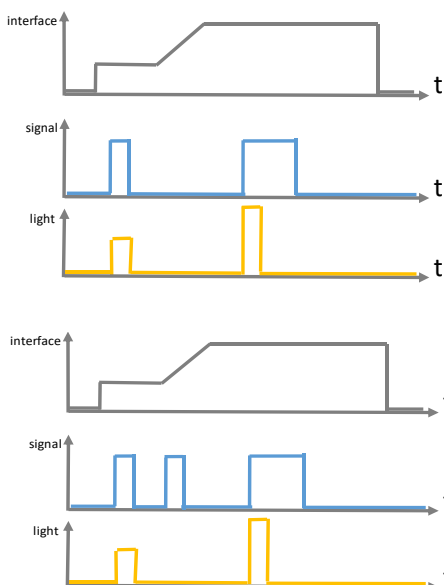 interface
t
signal
t
light
t
interface
signal
light